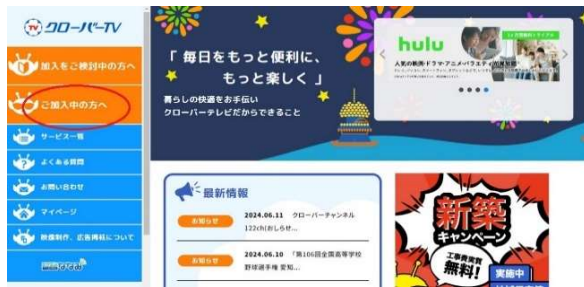 クローバーTV
加入をご検討中の方へ
ご加入中の方へ
サービス一覧
よくある質問
お問い合わせ
マイページ
映像制作、広告掲載について
「毎日をもっと便利に、
もっと楽しく」
暮らしの快適をお手伝い
クローバーテレビだからできること
hulu
人気の映画・ドラマ・アニメ・バラエティが見放題
最新情報
お知らせ
2024.06.11 クローバーチャンネル
122ch(おしらせ...
お知らせ
2024.06.10 「第106回全国高等学校
野球選手権 愛知...
新築
キャンペーン
工事費実質
無料!
実施中